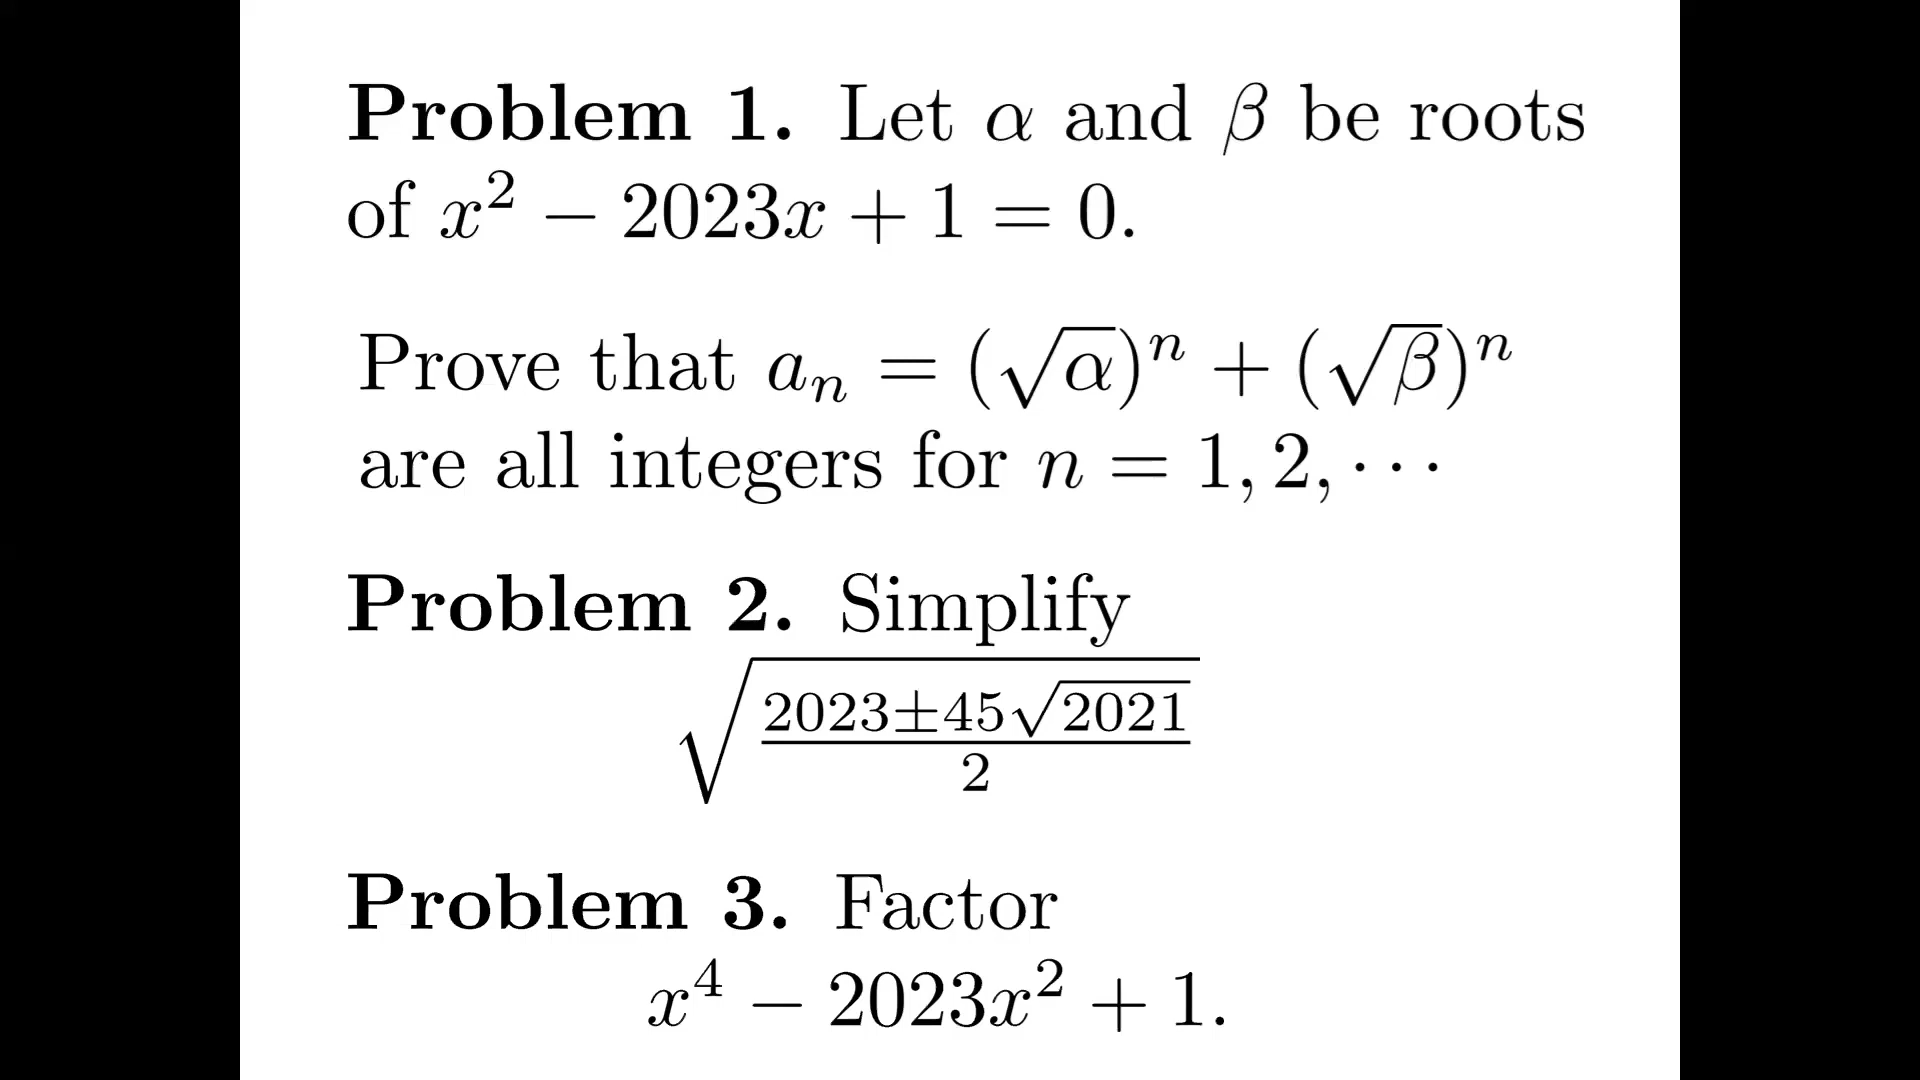 Problem 1. Let α and β be roots
of x² − 2023x + 1 = 0.
Prove that aₙ = (√α)ⁿ + (√β)ⁿ
are all integers for n = 1, 2, ⋯
Problem 2. Simplify
√((2023±45√2021)/2)
Problem 3. Factor
x⁴ − 2023x² + 1.